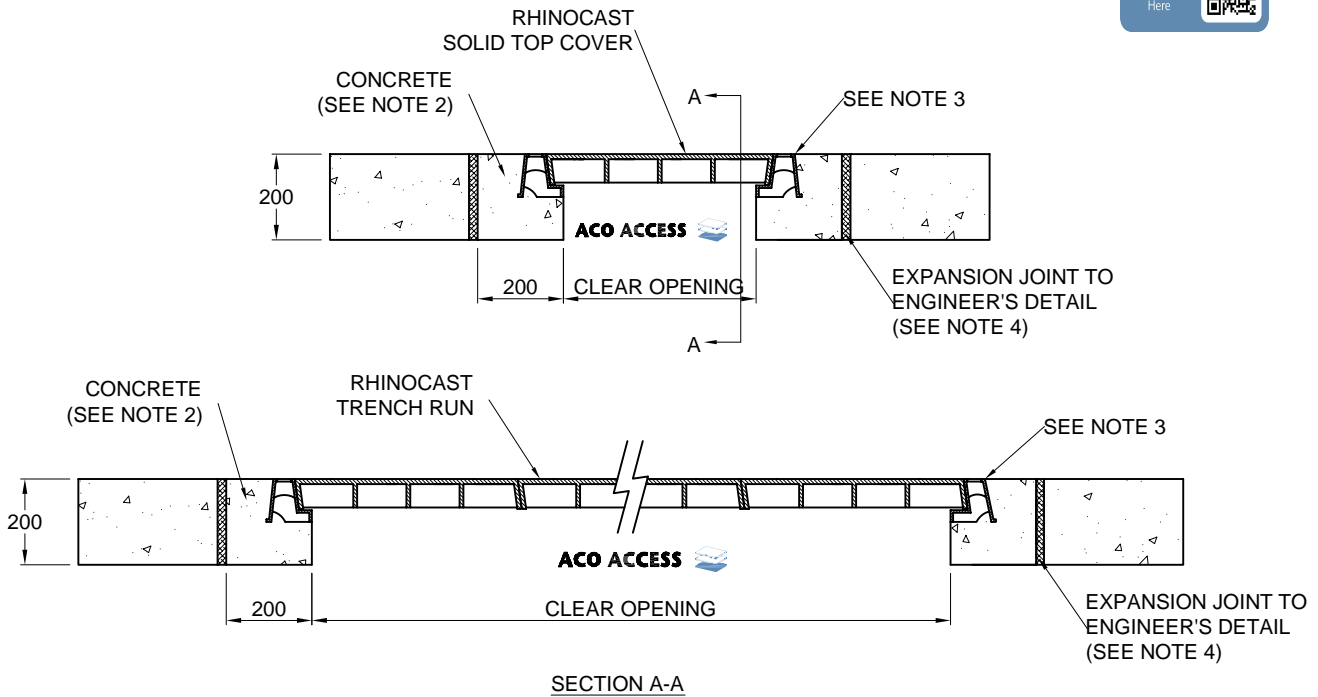 Here
RHINOCAST
SOLID TOP COVER
CONCRETE
(SEE NOTE 2)
A
SEE NOTE 3
200
ACO ACCESS
200
CLEAR OPENING
EXPANSION JOINT TO
ENGINEER'S DETAIL
(SEE NOTE 4)
A
CONCRETE
(SEE NOTE 2)
RHINOCAST
TRENCH RUN
SEE NOTE 3
200
ACO ACCESS
200
CLEAR OPENING
EXPANSION JOINT TO
ENGINEER'S DETAIL
(SEE NOTE 4)
SECTION A-A